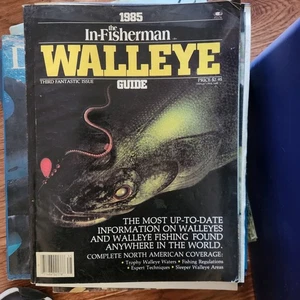 1985
the
In-Fisherman
WALLEYE
THIRD FANTASTIC ISSUE
GUIDE
THE MOST UP-TO-DATE
INFORMATION ON WALLEYES
AND WALLEYE FISHING FOUND
ANYWHERE IN THE WORLD.
COMPLETE NORTH AMERICAN COVERAGE:
• Trophy Walleye Waters • Fishing Regulations
• Expert Techniques • Sleeper Walleye Areas